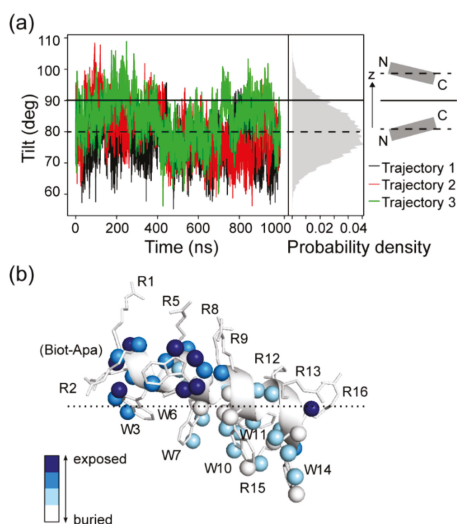 (a)
110
100
90
80
70
60
Tilt (deg)
0 200 400 600 800 1000
Time (ns)
0 0.02 0.04
Probability density
N
z
C
C
N
Trajectory 1
Trajectory 2
Trajectory 3
(b)
R1
R5
R8
R9
(Biot-Apa)
R12
R13
R2
R16
W3
W6
W7
W11
W10
R15
W14
exposed
buried